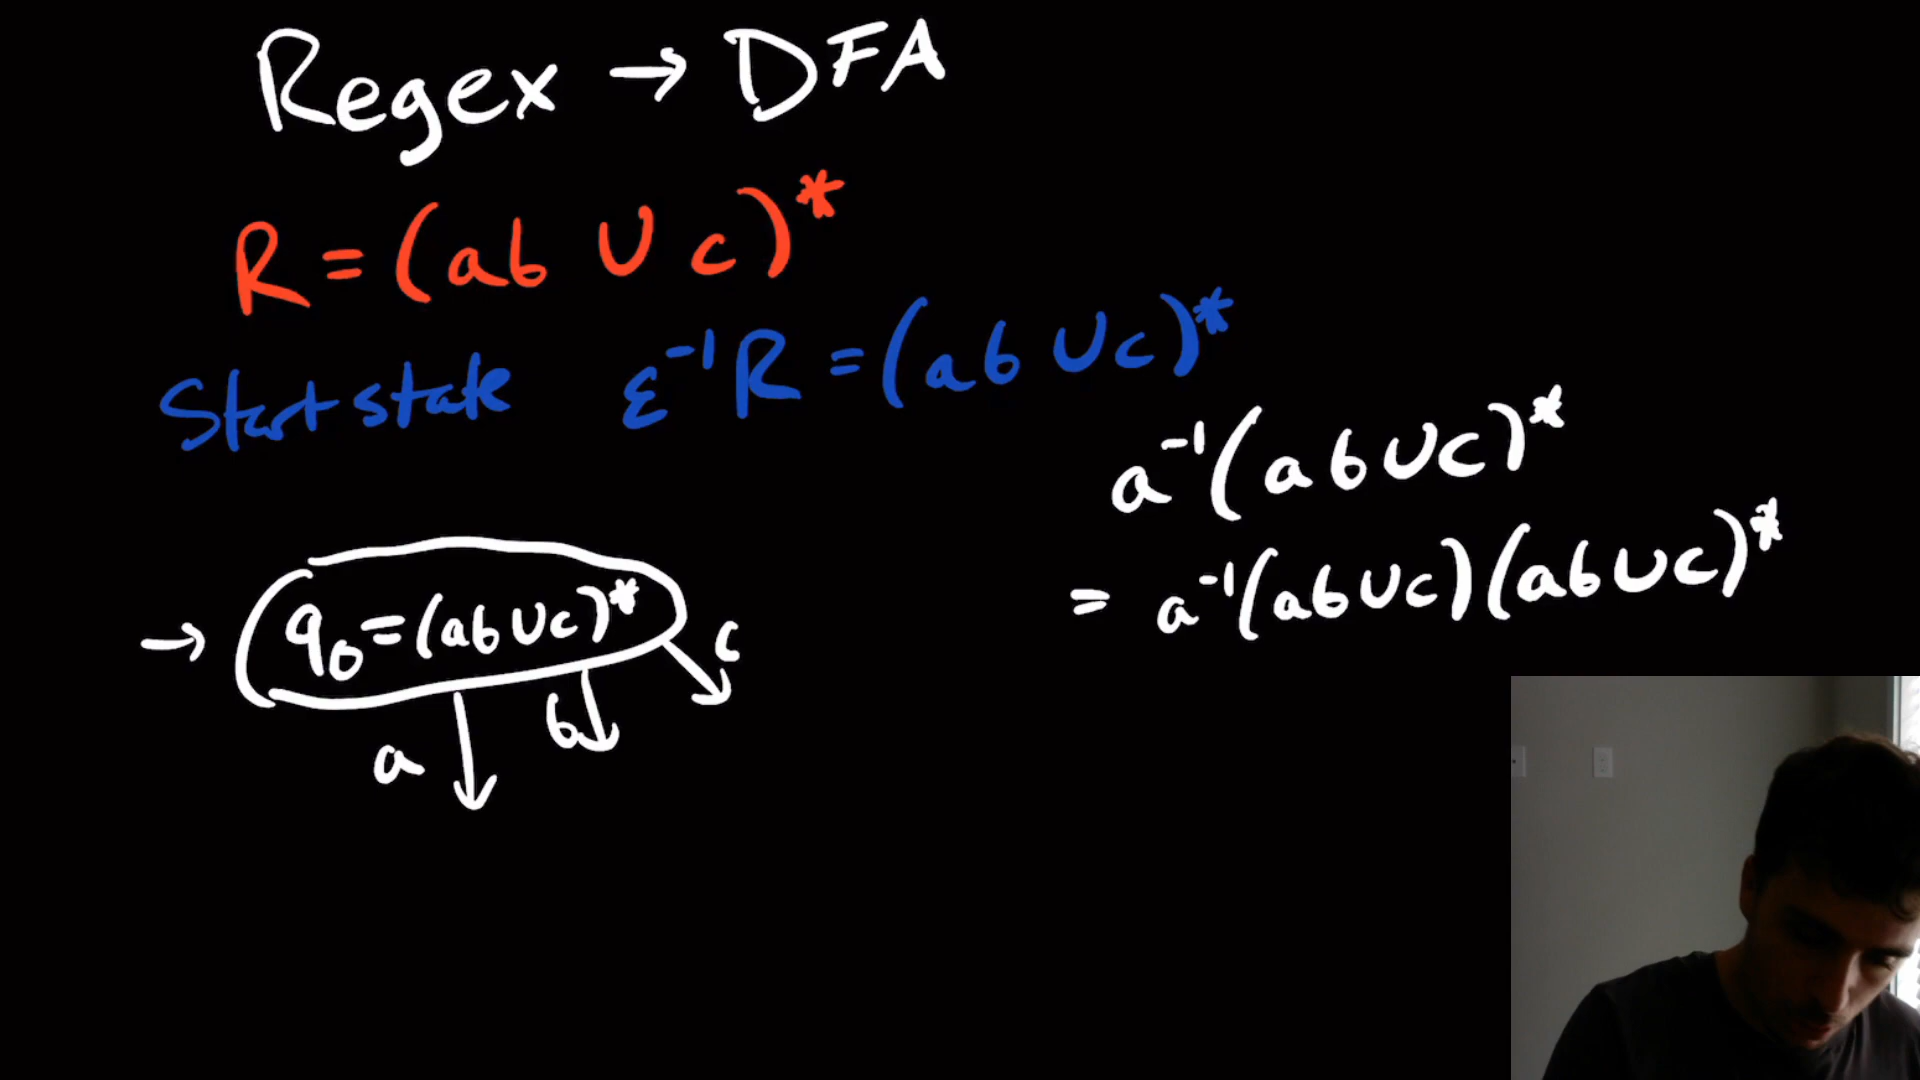 Regex → DFA
R = (ab ∪ c)*
Start state ε⁻¹R = (ab ∪ c)*
a⁻¹(ab ∪ c)*
= a⁻¹(ab ∪ c)(ab ∪ c)*
→ q₀ = (ab ∪ c)*
c
b
a